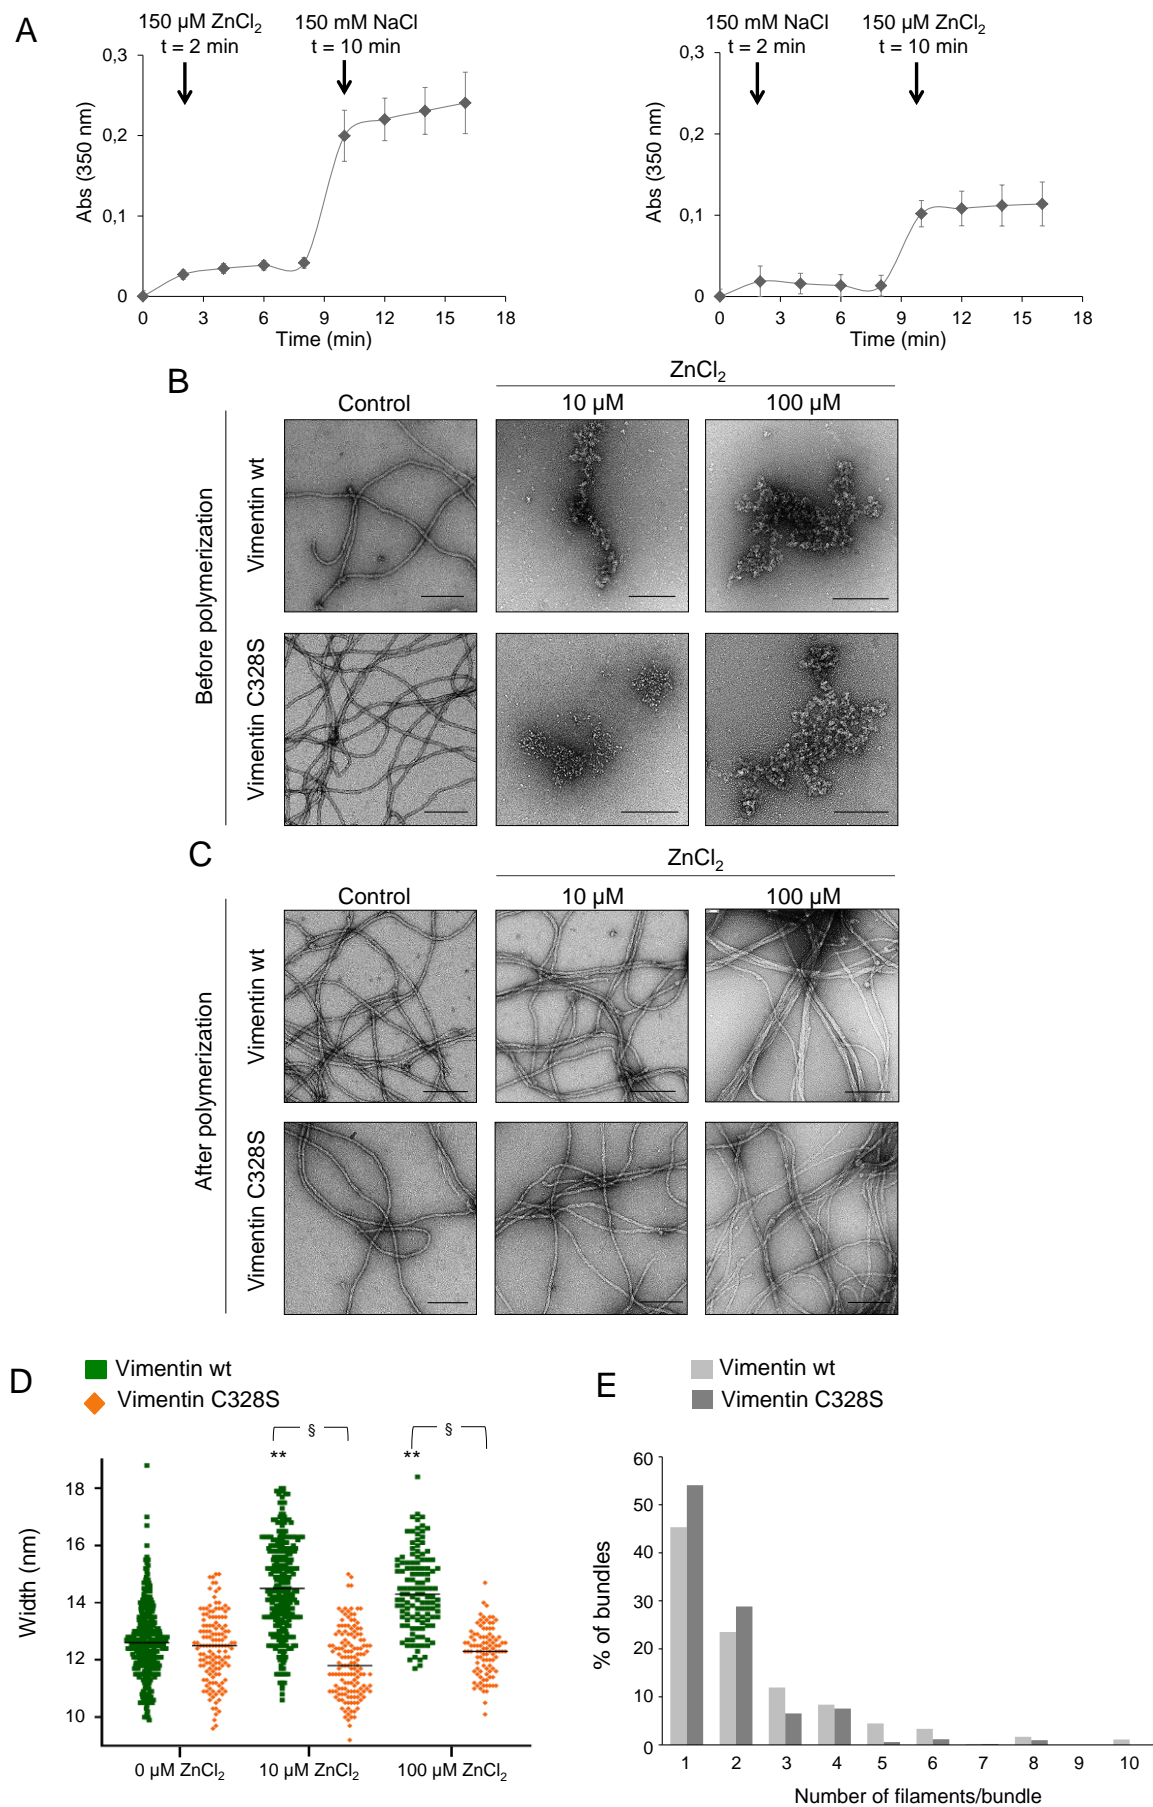 A
150 µM ZnCl₂
t = 2 min
150 mM NaCl
t = 10 min
0,3
0,2
0,1
0
Abs (350 nm)
0 3 6 9 12 15 18
Time (min)
150 mM NaCl
t = 2 min
150 µM ZnCl₂
t = 10 min
0,3
0,2
0,1
0
Abs (350 nm)
0 3 6 9 12 15 18
Time (min)
B
ZnCl₂
Control 10 µM 100 µM
Before polymerization
Vimentin wt
Vimentin C328S
C
ZnCl₂
Control 10 µM 100 µM
After polymerization
Vimentin wt
Vimentin C328S
D
Vimentin wt
Vimentin C328S
§ §
** **
18
16
14
12
10
Width (nm)
0 µM ZnCl₂ 10 µM ZnCl₂ 100 µM ZnCl₂
E
Vimentin wt
Vimentin C328S
60
50
40
30
20
10
0
% of bundles
1 2 3 4 5 6 7 8 9 10
Number of filaments/bundle